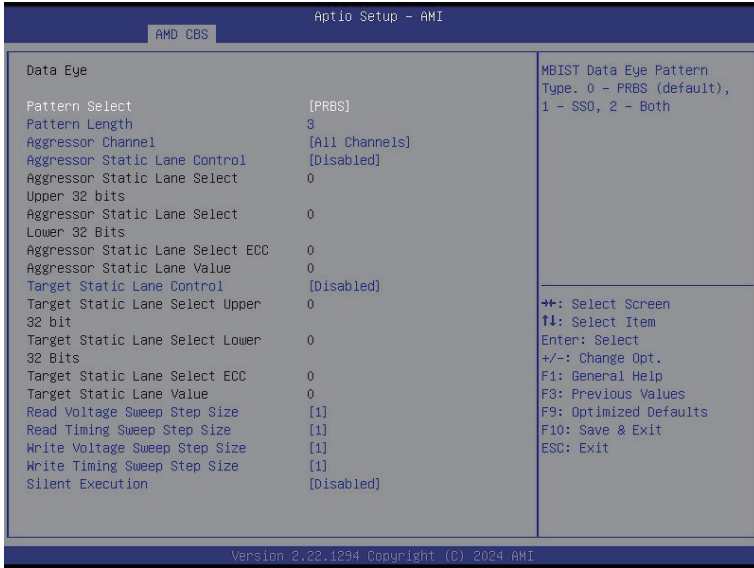 Aptio Setup – AMI
AMD CBS
Data Eye
Pattern Select [PRBS]
Pattern Length 3
Aggressor Channel [All Channels]
Aggressor Static Lane Control [Disabled]
Aggressor Static Lane Select 0
Upper 32 bits
Aggressor Static Lane Select 0
Lower 32 Bits
Aggressor Static Lane Select ECC 0
Aggressor Static Lane Value 0
Target Static Lane Control [Disabled]
Target Static Lane Select Upper 0
32 bit
Target Static Lane Select Lower 0
32 Bits
Target Static Lane Select ECC 0
Target Static Lane Value 0
Read Voltage Sweep Step Size [1]
Read Timing Sweep Step Size [1]
Write Voltage Sweep Step Size [1]
Write Timing Sweep Step Size [1]
Silent Execution [Disabled]
MBIST Data Eye Pattern
Type. 0 – PRBS (default),
1 – SSO, 2 – Both
→←: Select Screen
↑↓: Select Item
Enter: Select
+/-: Change Opt.
F1: General Help
F3: Previous Values
F9: Optimized Defaults
F10: Save & Exit
ESC: Exit
Version 2.22.1294 Copyright (C) 2024 AMI